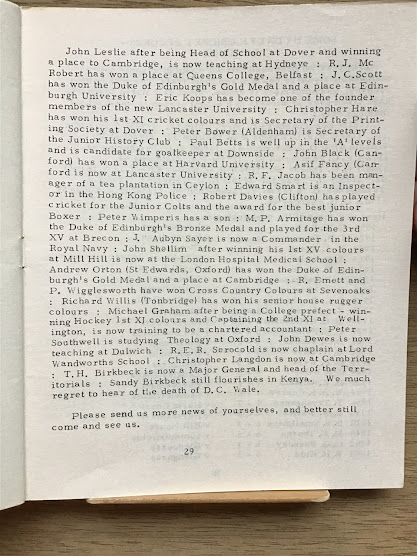 John Leslie after being Head of School at Dover and winning
a place to Cambridge, is now teaching at Hydneye : R.J. Mc
Robert has won a place at Queens College, Belfast : J.C.Scott
has won the Duke of Edinburgh's Gold Medal and a place at Edin-
burgh University : Eric Koops has become one of the founder
members of the new Lancaster University : Christopher Hare
has won his 1st XI cricket colours and is Secretary of the Print-
ing Society at Dover : Peter Bower (Aldenham) is Secretary of
the Junior History Club : Paul Betts is well up in the 'A' levels
and is candidate for goalkeeper at Downside : John Black (Can-
ford) has won a place at Harvard University : Asif Fancy (Can-
ford is now at Lancaster University : R.F. Jacob has been man-
ager of a tea plantation in Ceylon : Edward Smart is an Inspect-
or in the Hong Kong Police : Robert Davies (Clifton) has played
cricket for the Junior Colts and the award for the best junior
Boxer : Peter Wimperis has a son : M.P. Armitage has won
the Duke of Edinburgh's Bronze Medal and played for the 3rd
XV at Brecon : J. Aubyn Sayer is now a Commander in the
Royal Navy : John Shellim after winning his 1st XV colours
at Mill Hill is now at the London Hospital Medical School :
Andrew Orton (St Edwards, Oxford) has won the Duke of Edin-
burgh's Gold Medal and a place at Cambridge : R. Emett and
P. Wigglesworth have won Cross Country Colours at Sevenoaks
: Richard Willis (Tonbridge) has won his senior house rugger
colours : Michael Graham after being a College prefect - win-
ning Hockey 1st XI colours and Captaining the 2nd XI at Well-
ington, is now training to be a chartered accountant : Peter
Southwell is studying Theology at Oxford : John Dewes is now
teaching at Dulwich : R.E.R. Serocold is now chaplain at Lord
Wandsworth School : Christopher Langdon is now at Cambridge
: T.H. Birkbeck is now a Major General and head of the Terr-
itorials : Sandy Birkbeck still flourishes in Kenya. We much
regret to hear of the death of D.C. Wale.
Please send us more news of yourselves, and better still
come and see us.
29